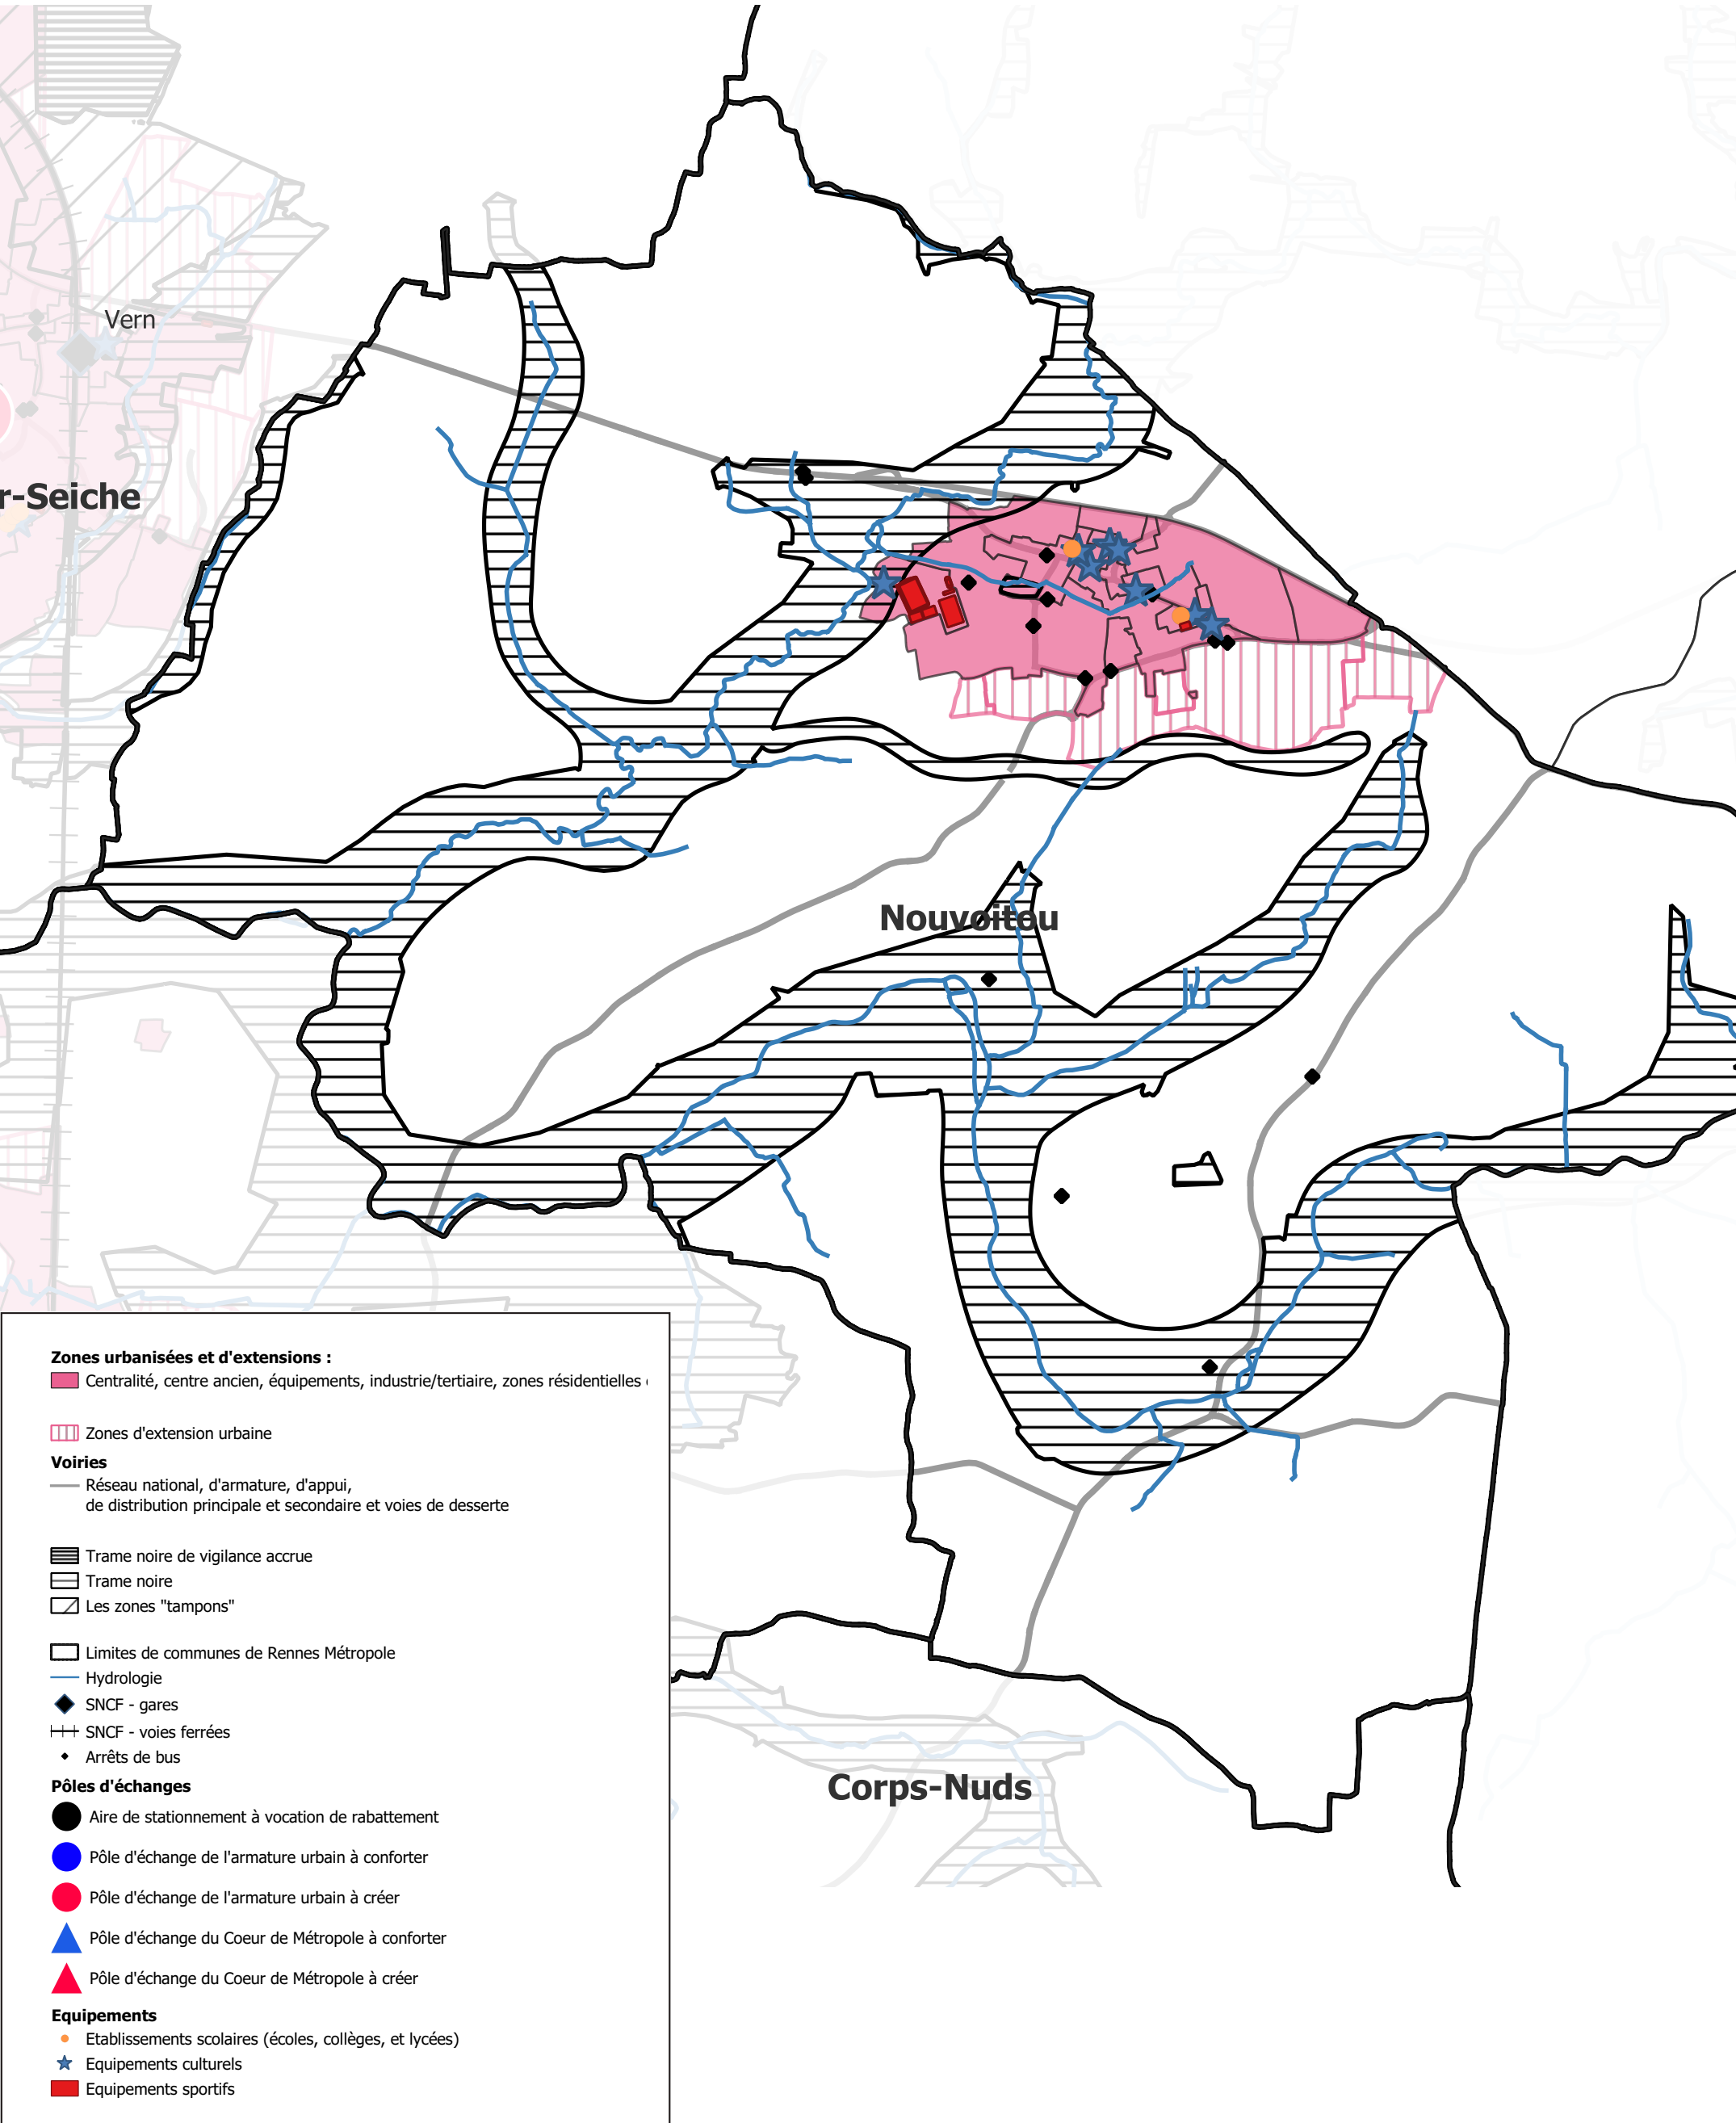 Vern
r-Seiche
Nouvoitou
Corps-Nuds
Zones urbanisées et d'extensions :
Centralité, centre ancien, équipements, industrie/tertiaire, zones résidentielles
Zones d'extension urbaine
Voiries
Réseau national, d'armature, d'appui,
de distribution principale et secondaire et voies de desserte
Trame noire de vigilance accrue
Trame noire
Les zones "tampons"
Limites de communes de Rennes Métropole
Hydrologie
SNCF - gares
SNCF - voies ferrées
Arrêts de bus
Pôles d'échanges
Aire de stationnement à vocation de rabattement
Pôle d'échange de l'armature urbain à conforter
Pôle d'échange de l'armature urbain à créer
Pôle d'échange du Coeur de Métropole à conforter
Pôle d'échange du Coeur de Métropole à créer
Equipements
Etablissements scolaires (écoles, collèges, et lycées)
Equipements culturels
Equipements sportifs